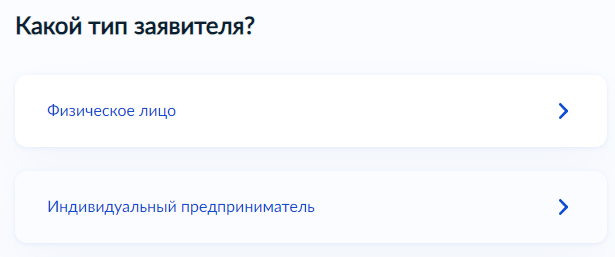 Какой тип заявителя?
Физическое лицо
Индивидуальный предприниматель